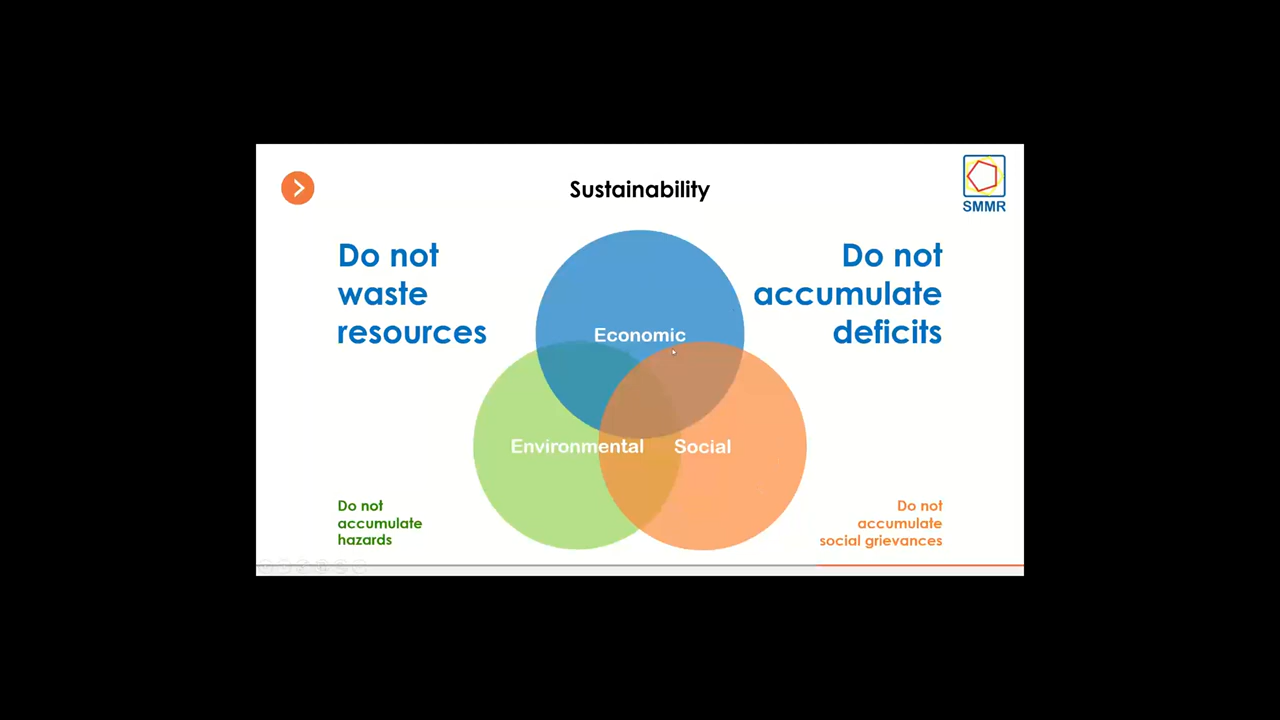 Sustainability
SMMR
Do not
waste
resources
Do not
accumulate
deficits
Economic
Environmental
Social
Do not
accumulate
hazards
Do not
accumulate
social grievances